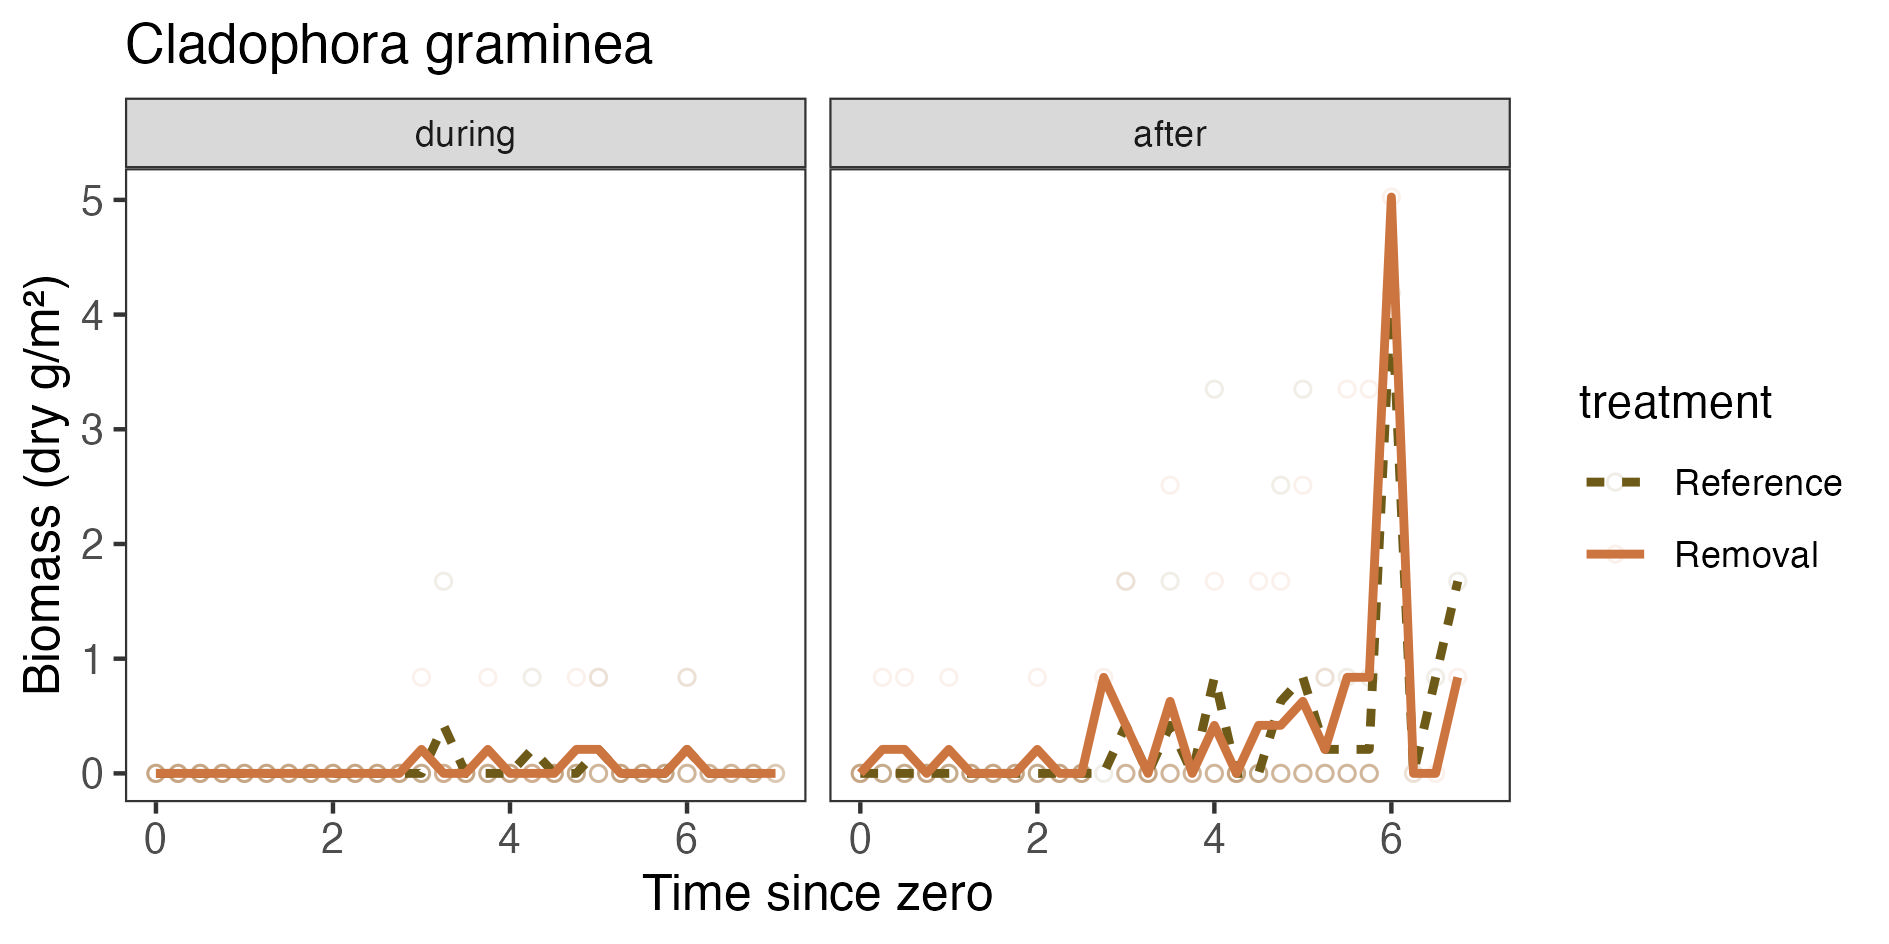 Cladophora graminea
during
after
5
4
3
2
1
0
Biomass (dry g/m²)
0 2 4 6
0 2 4 6
Time since zero
treatment
Reference
Removal